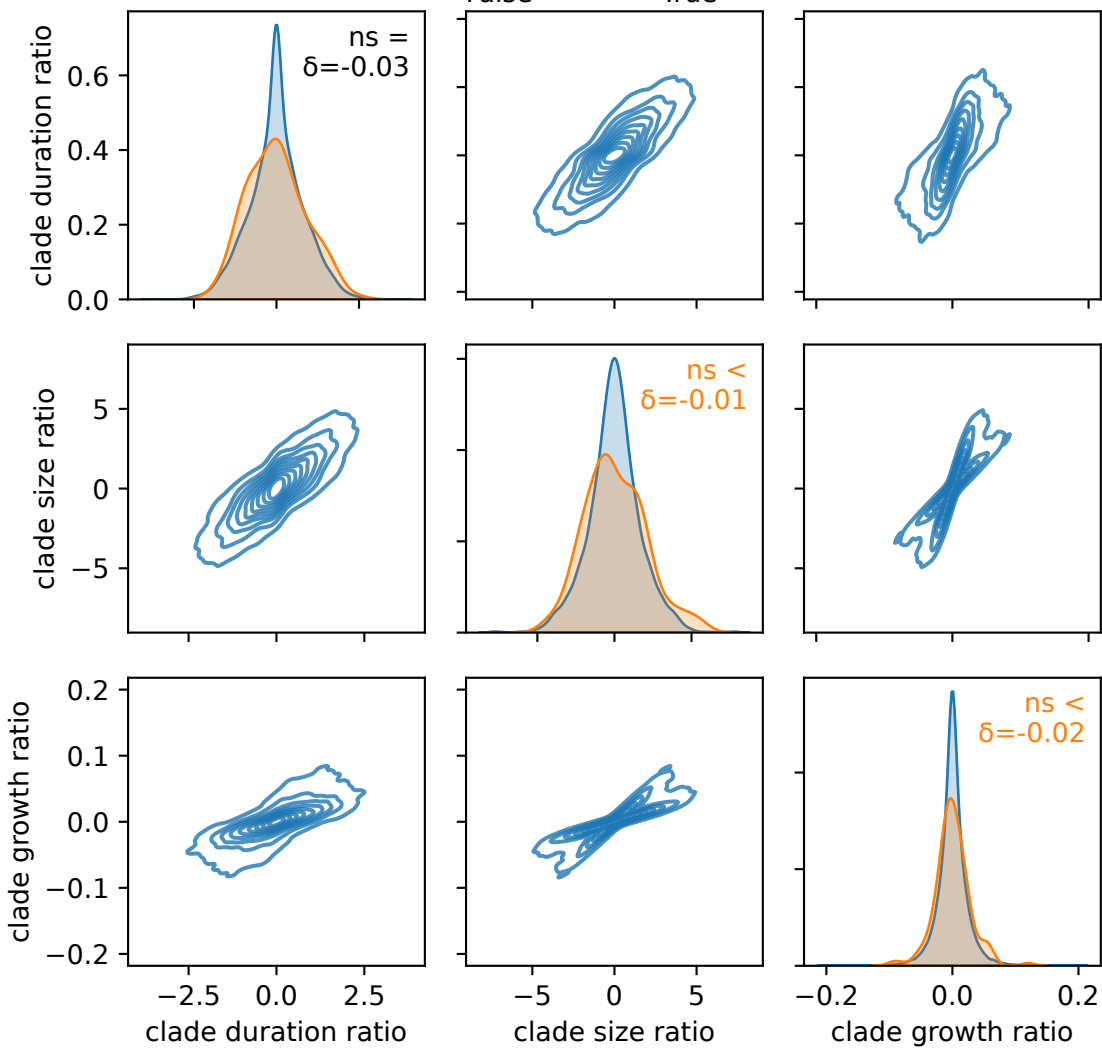 clade duration ratio
0.6
0.4
0.2
0.0
ns =
δ=-0.03
clade size ratio
5
0
−5
ns <
δ=-0.01
clade growth ratio
0.2
0.1
0.0
−0.1
−0.2
ns <
δ=-0.02
−2.5 0.0 2.5
−5 0 5
−0.2 0.0 0.2
clade duration ratio
clade size ratio
clade growth ratio